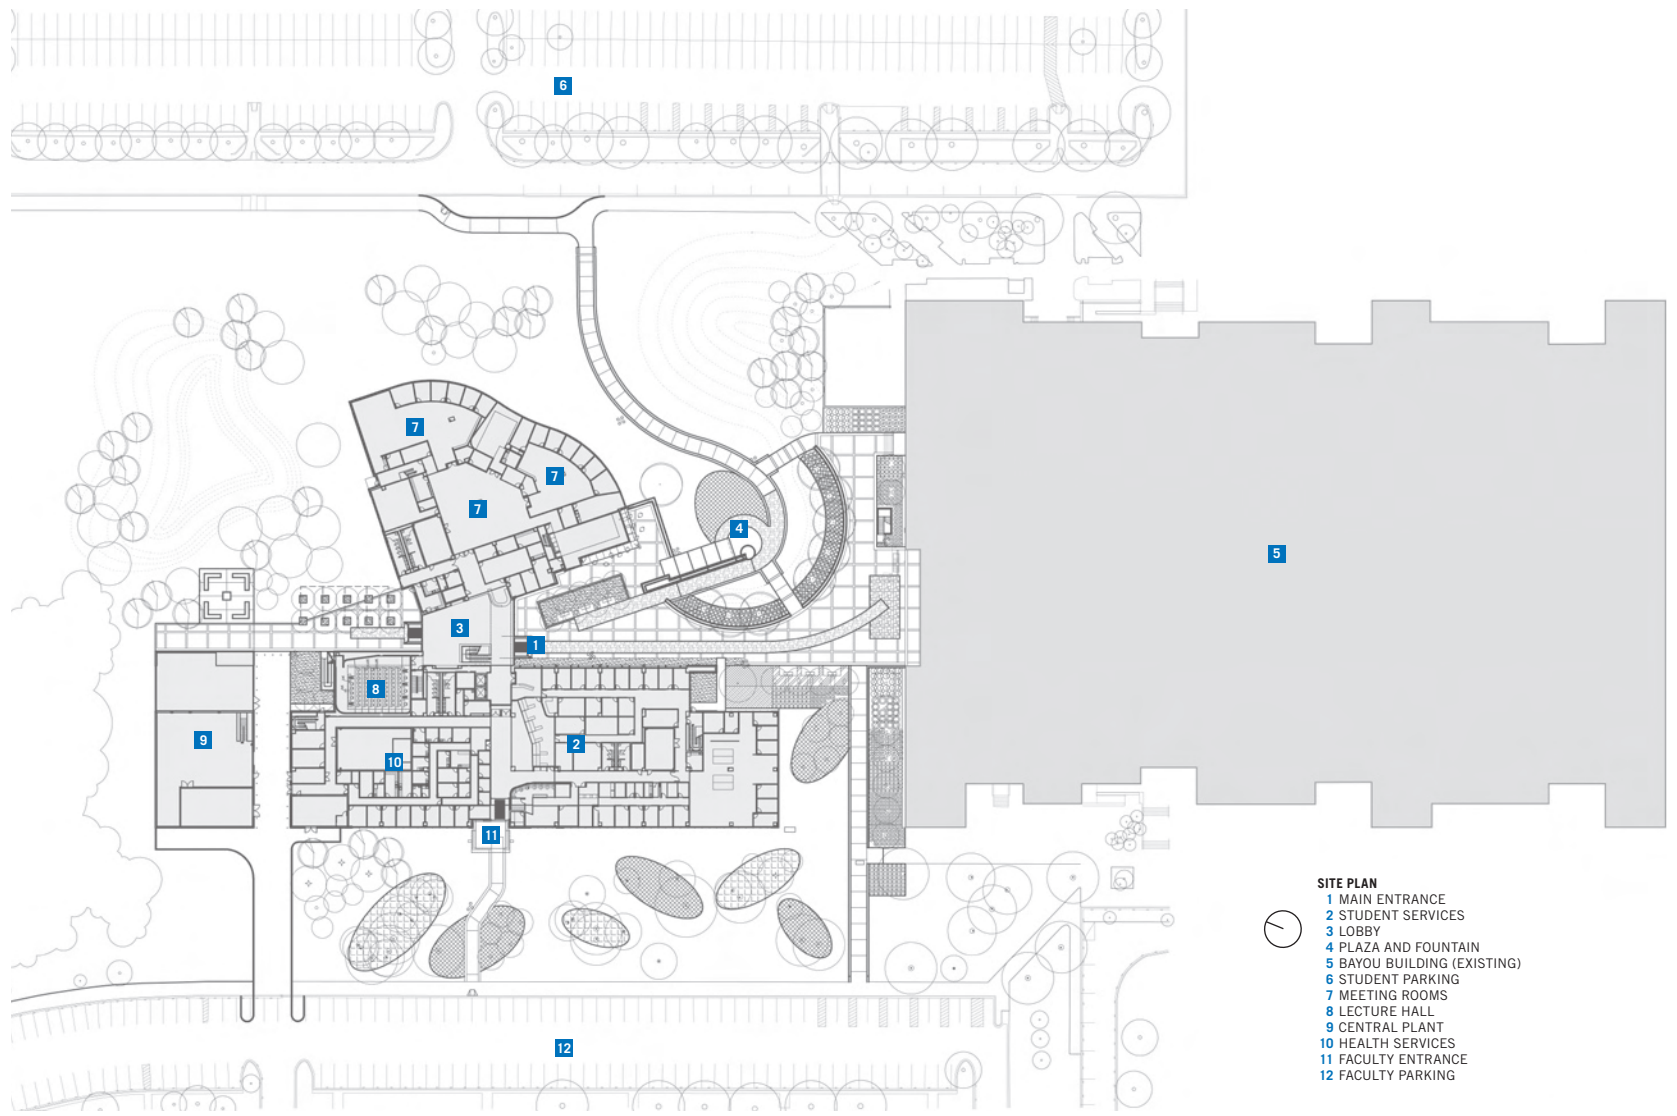 6
7
7
7
4
5
3
1
8
9
2
10
11
12
SITE PLAN
1 MAIN ENTRANCE
2 STUDENT SERVICES
3 LOBBY
4 PLAZA AND FOUNTAIN
5 BAYOU BUILDING (EXISTING)
6 STUDENT PARKING
7 MEETING ROOMS
8 LECTURE HALL
9 CENTRAL PLANT
10 HEALTH SERVICES
11 FACULTY ENTRANCE
12 FACULTY PARKING